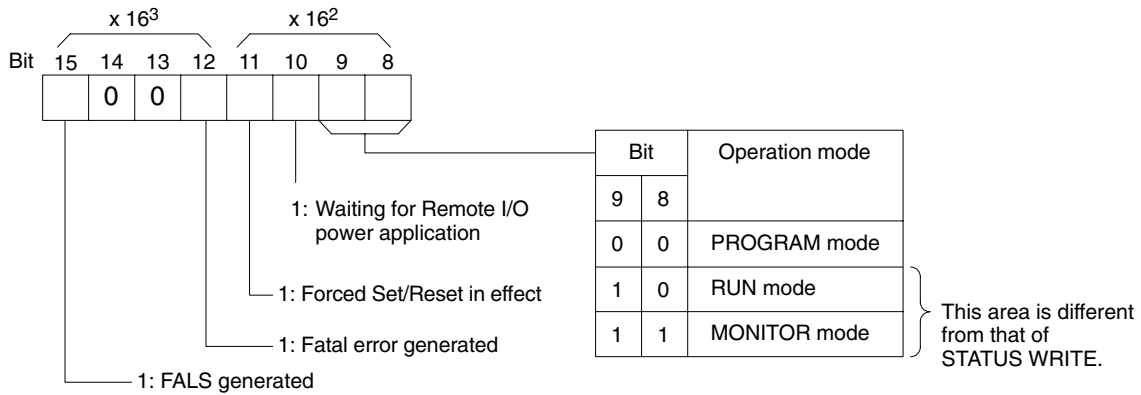 x 16³ x 16²
Bit 15 14 13 12 11 10 9 8
0 0
Bit Operation mode
9 8
0 0 PROGRAM mode
1 0 RUN mode
1 1 MONITOR mode
This area is different
from that of
STATUS WRITE.
1: Waiting for Remote I/O
power application
1: Forced Set/Reset in effect
1: Fatal error generated
1: FALS generated